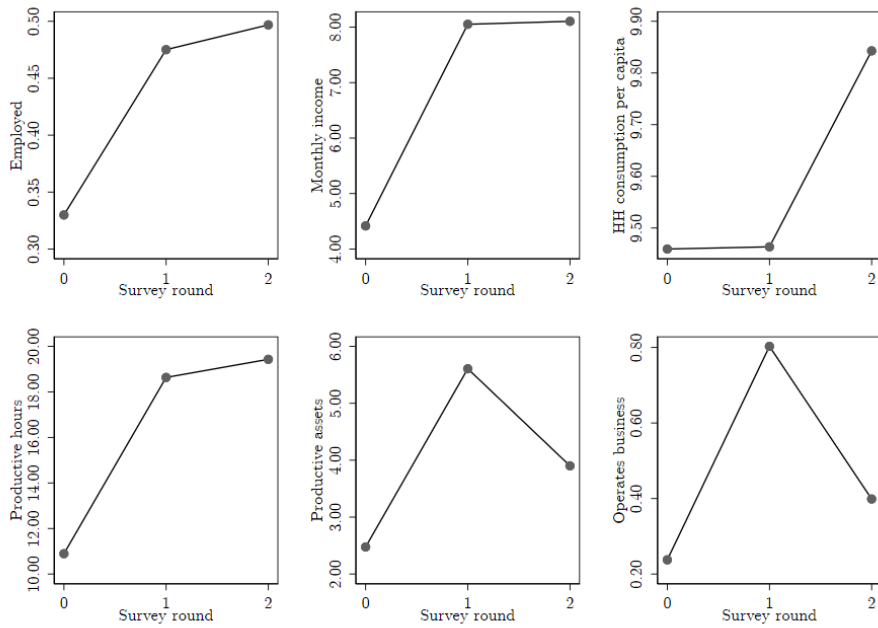 Employed
0.50
0.45
0.40
0.35
0.30
0 1 2
Survey round
Monthly income
8.00
7.00
6.00
5.00
4.00
0 1 2
Survey round
HH consumption per capita
9.90
9.80
9.70
9.60
9.50
0 1 2
Survey round
Productive hours
20.00
18.00
16.00
14.00
12.00
10.00
0 1 2
Survey round
Productive assets
6.00
5.00
4.00
3.00
2.00
0 1 2
Survey round
Operates business
0.80
0.60
0.40
0.20
0 1 2
Survey round